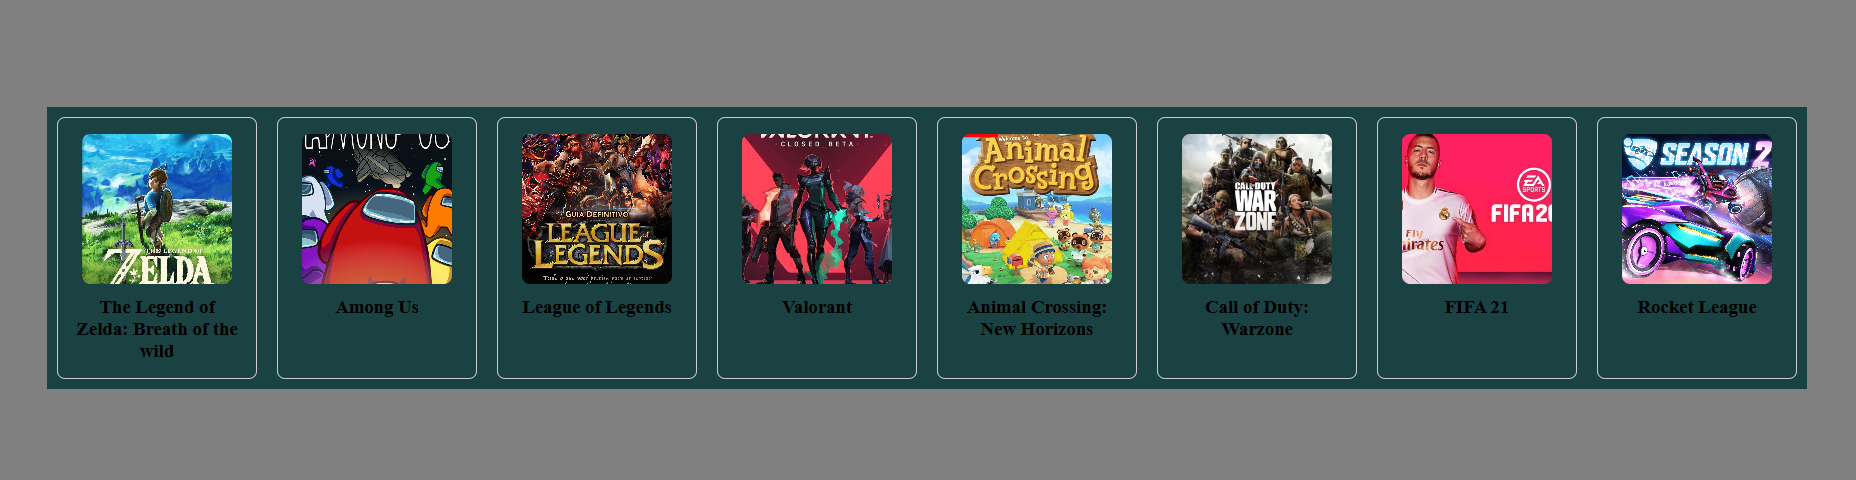 THE LEGEND OF
ZELDA
The Legend of
Zelda: Breath of the
wild
AMONG US
Among Us
GUIA DEFINITIVO
LEAGUE of
LEGENDS
League of Legends
VALORANT
CLOSED BETA
Valorant
Welcome to
Animal
Crossing
Animal Crossing:
New Horizons
CALL OF DUTY
WAR
ZONE
Call of Duty:
Warzone
EA
SPORTS
FIFA 2
Fly
irates
FIFA 21
SEASON 2
Rocket League